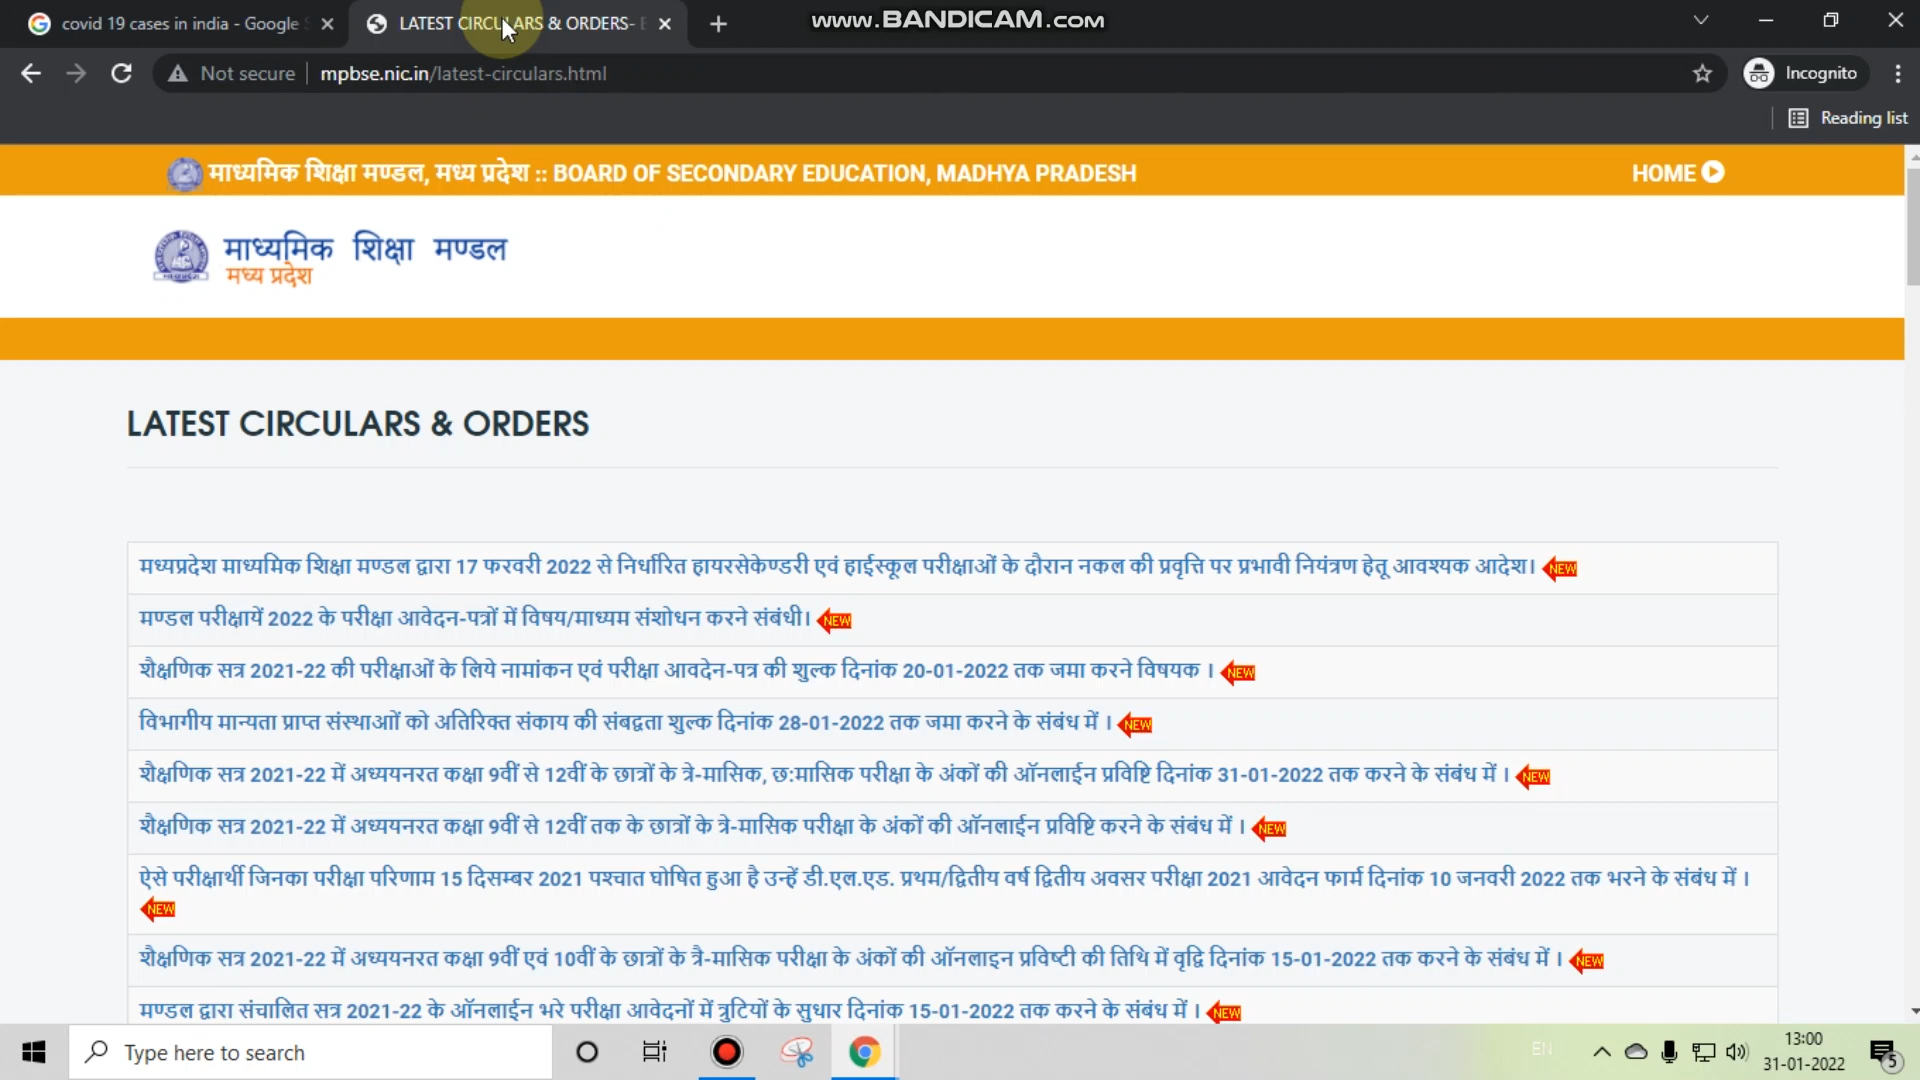 covid 19 cases in india - Google
LATEST CIRCULARS & ORDERS-
www.BANDICAM.com
Not secure
mpbse.nic.in/latest-circulars.html
Incognito
Reading list
माध्यमिक शिक्षा मण्डल, मध्य प्रदेश :: BOARD OF SECONDARY EDUCATION, MADHYA PRADESH
HOME
माध्यमिक शिक्षा मण्डल
मध्य प्रदेश
LATEST CIRCULARS & ORDERS
मध्यप्रदेश माध्यमिक शिक्षा मण्डल द्वारा 17 फरवरी 2022 से निर्धारित हायरसेकेण्डरी एवं हाईस्कूल परीक्षाओं के दौरान नकल की प्रवृत्ति पर प्रभावी नियंत्रण हेतू आवश्यक आदेश। NEW
मण्डल परीक्षायें 2022 के परीक्षा आवेदन-पत्रों में विषय/माध्यम संशोधन करने संबंधी। NEW
शैक्षणिक सत्र 2021-22 की परीक्षाओं के लिये नामांकन एवं परीक्षा आवदेन-पत्र की शुल्क दिनांक 20-01-2022 तक जमा करने विषयक । NEW
विभागीय मान्यता प्राप्त संस्थाओं को अतिरिक्त संकाय की संबद्वता शुल्क दिनांक 28-01-2022 तक जमा करने के संबंध में । NEW
शैक्षणिक सत्र 2021-22 में अध्ययनरत कक्षा 9वीं से 12वीं के छात्रों के त्रे-मासिक, छ:मासिक परीक्षा के अंकों की ऑनलाईन प्रविष्टि दिनांक 31-01-2022 तक करने के संबंध में । NEW
शैक्षणिक सत्र 2021-22 में अध्ययनरत कक्षा 9वीं से 12वीं तक के छात्रों के त्रे-मासिक परीक्षा के अंकों की ऑनलाईन प्रविष्टि करने के संबंध में । NEW
ऐसे परीक्षार्थी जिनका परीक्षा परिणाम 15 दिसम्बर 2021 पश्चात घोषित हुआ है उन्हें डी.एल.एड. प्रथम/द्वितीय वर्ष द्वितीय अवसर परीक्षा 2021 आवेदन फार्म दिनांक 10 जनवरी 2022 तक भरने के संबंध में ।
NEW
शैक्षणिक सत्र 2021-22 में अध्ययनरत कक्षा 9वीं एवं 10वीं के छात्रों के त्रै-मासिक परीक्षा के अंकों की ऑनलाइन प्रविष्टी की तिथि में वृद्वि दिनांक 15-01-2022 तक करने के संबंध में । NEW
मण्डल द्वारा संचालित सत्र 2021-22 के ऑनलाईन भरे परीक्षा आवेदनों में त्रुटियों के सुधार दिनांक 15-01-2022 तक करने के संबंध में । NEW
Type here to search
EN
13:00
31-01-2022
5